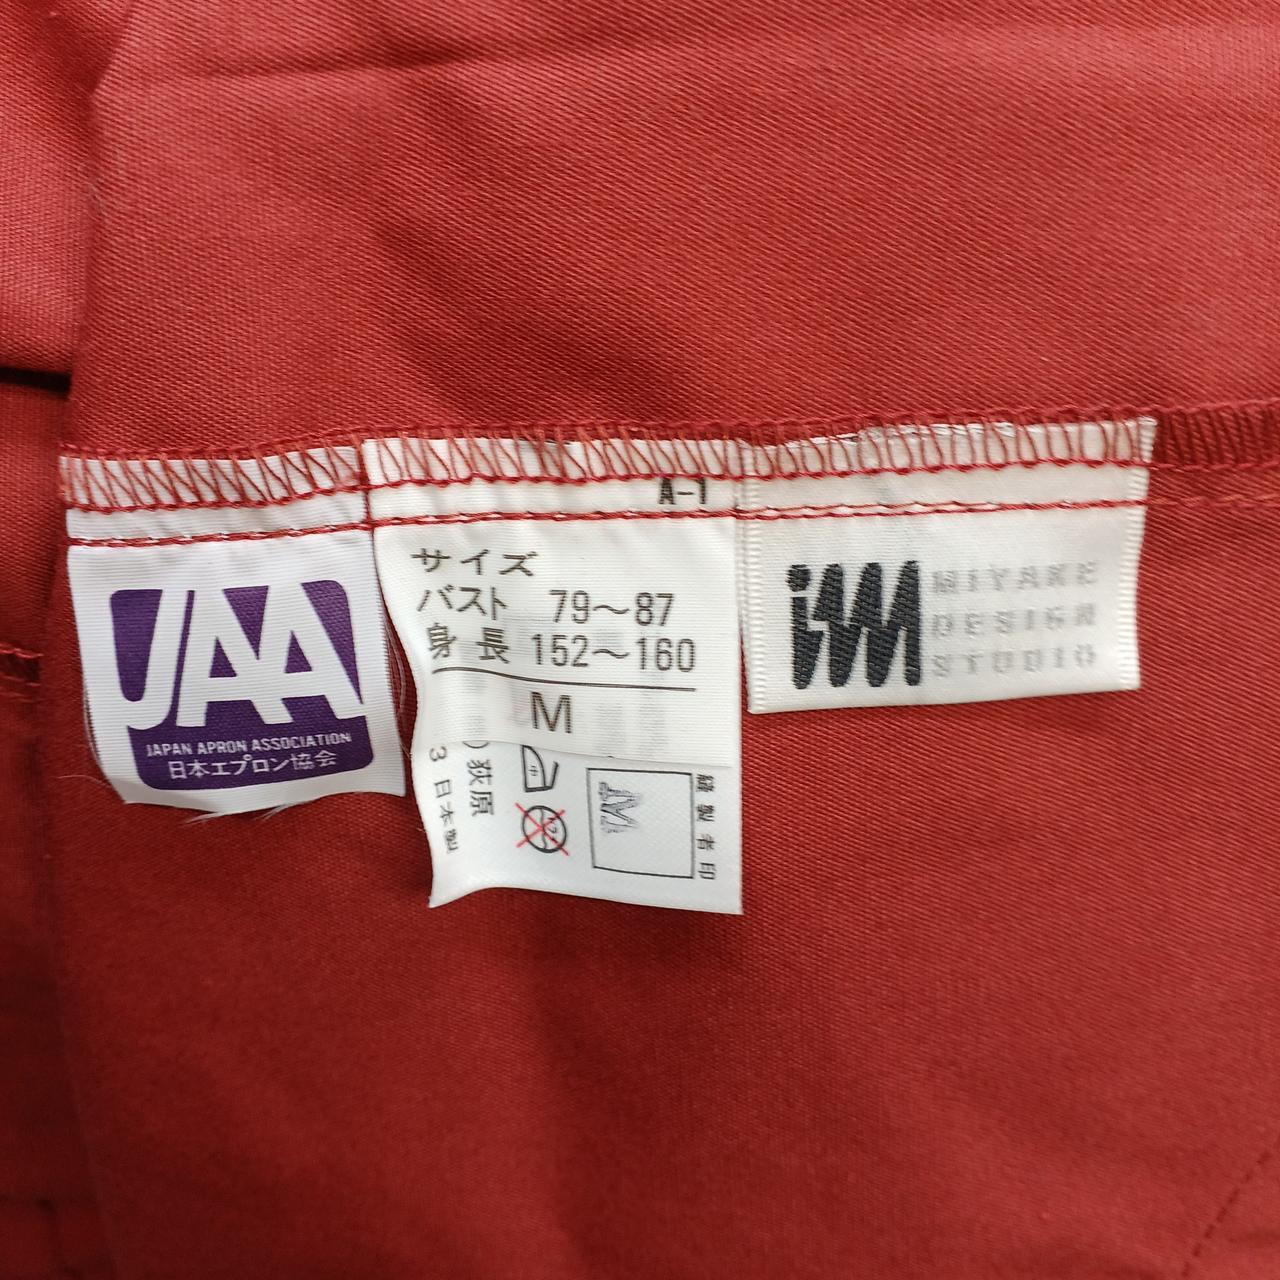 JAA
JAPAN APRON ASSOCIATION
日本エプロン協会
A-1
サイズ
バスト 79〜87
身長 152〜160
M
荻原
3 日本製
縫製者印
im MIYAKE
DESIGN
STUDIO